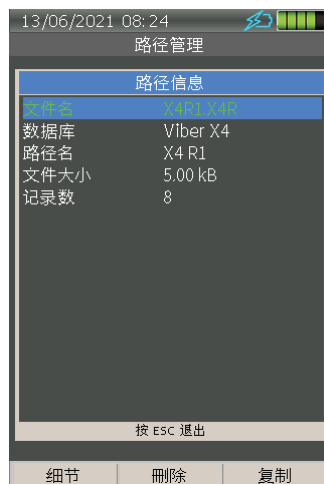 13/06/2021 08:24
路径管理
路径信息
文件名 X4R1.X4R
数据库 Viber X4
路径名 X4 R1
文件大小 5.00 kB
记录数 8
按 ESC 退出
细节 删除 复制